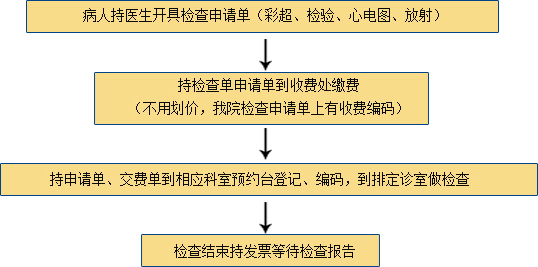 病人持医生开具检查申请单（彩超、检验、心电图、放射）
持检查单申请单到收费处缴费
（不用划价，我院检查申请单上有收费编码）
持申请单、交费单到相应科室预约台登记、编码，到排定诊室做检查
检查结束持发票等待检查报告